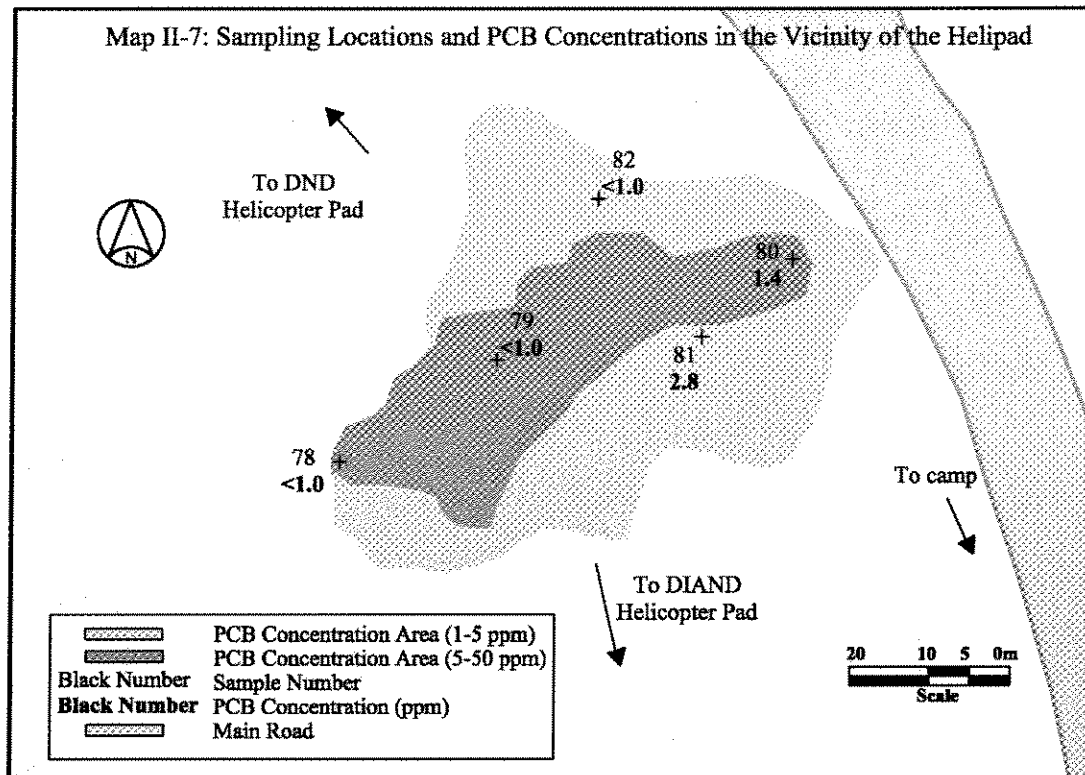 Map II-7: Sampling Locations and PCB Concentrations in the Vicinity of the Helipad
To DND
Helicopter Pad
N
82
<1.0
80
1.4
79
<1.0
81
2.8
78
<1.0
To camp
To DIAND
Helicopter Pad
PCB Concentration Area (1-5 ppm)
PCB Concentration Area (5-50 ppm)
Black Number Sample Number
Black Number PCB Concentration (ppm)
Main Road
20 10 5 0m
Scale